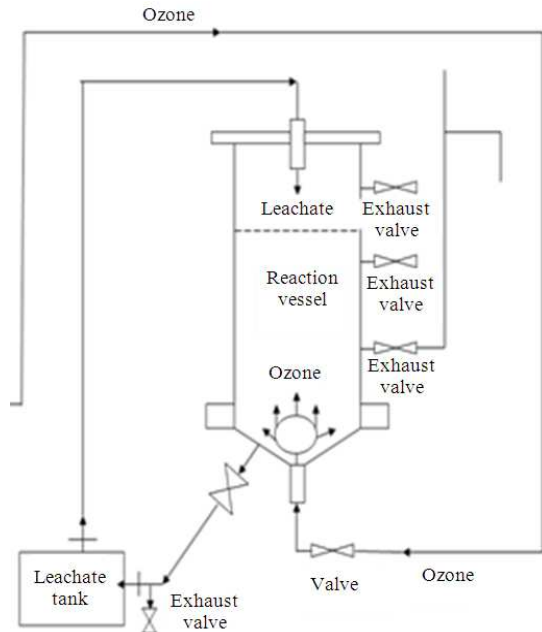 Ozone
Leachate
Exhaust
valve
Exhaust
valve
Reaction
vessel
Exhaust
valve
Ozone
Leachate
tank
Exhaust
valve
Valve
Ozone